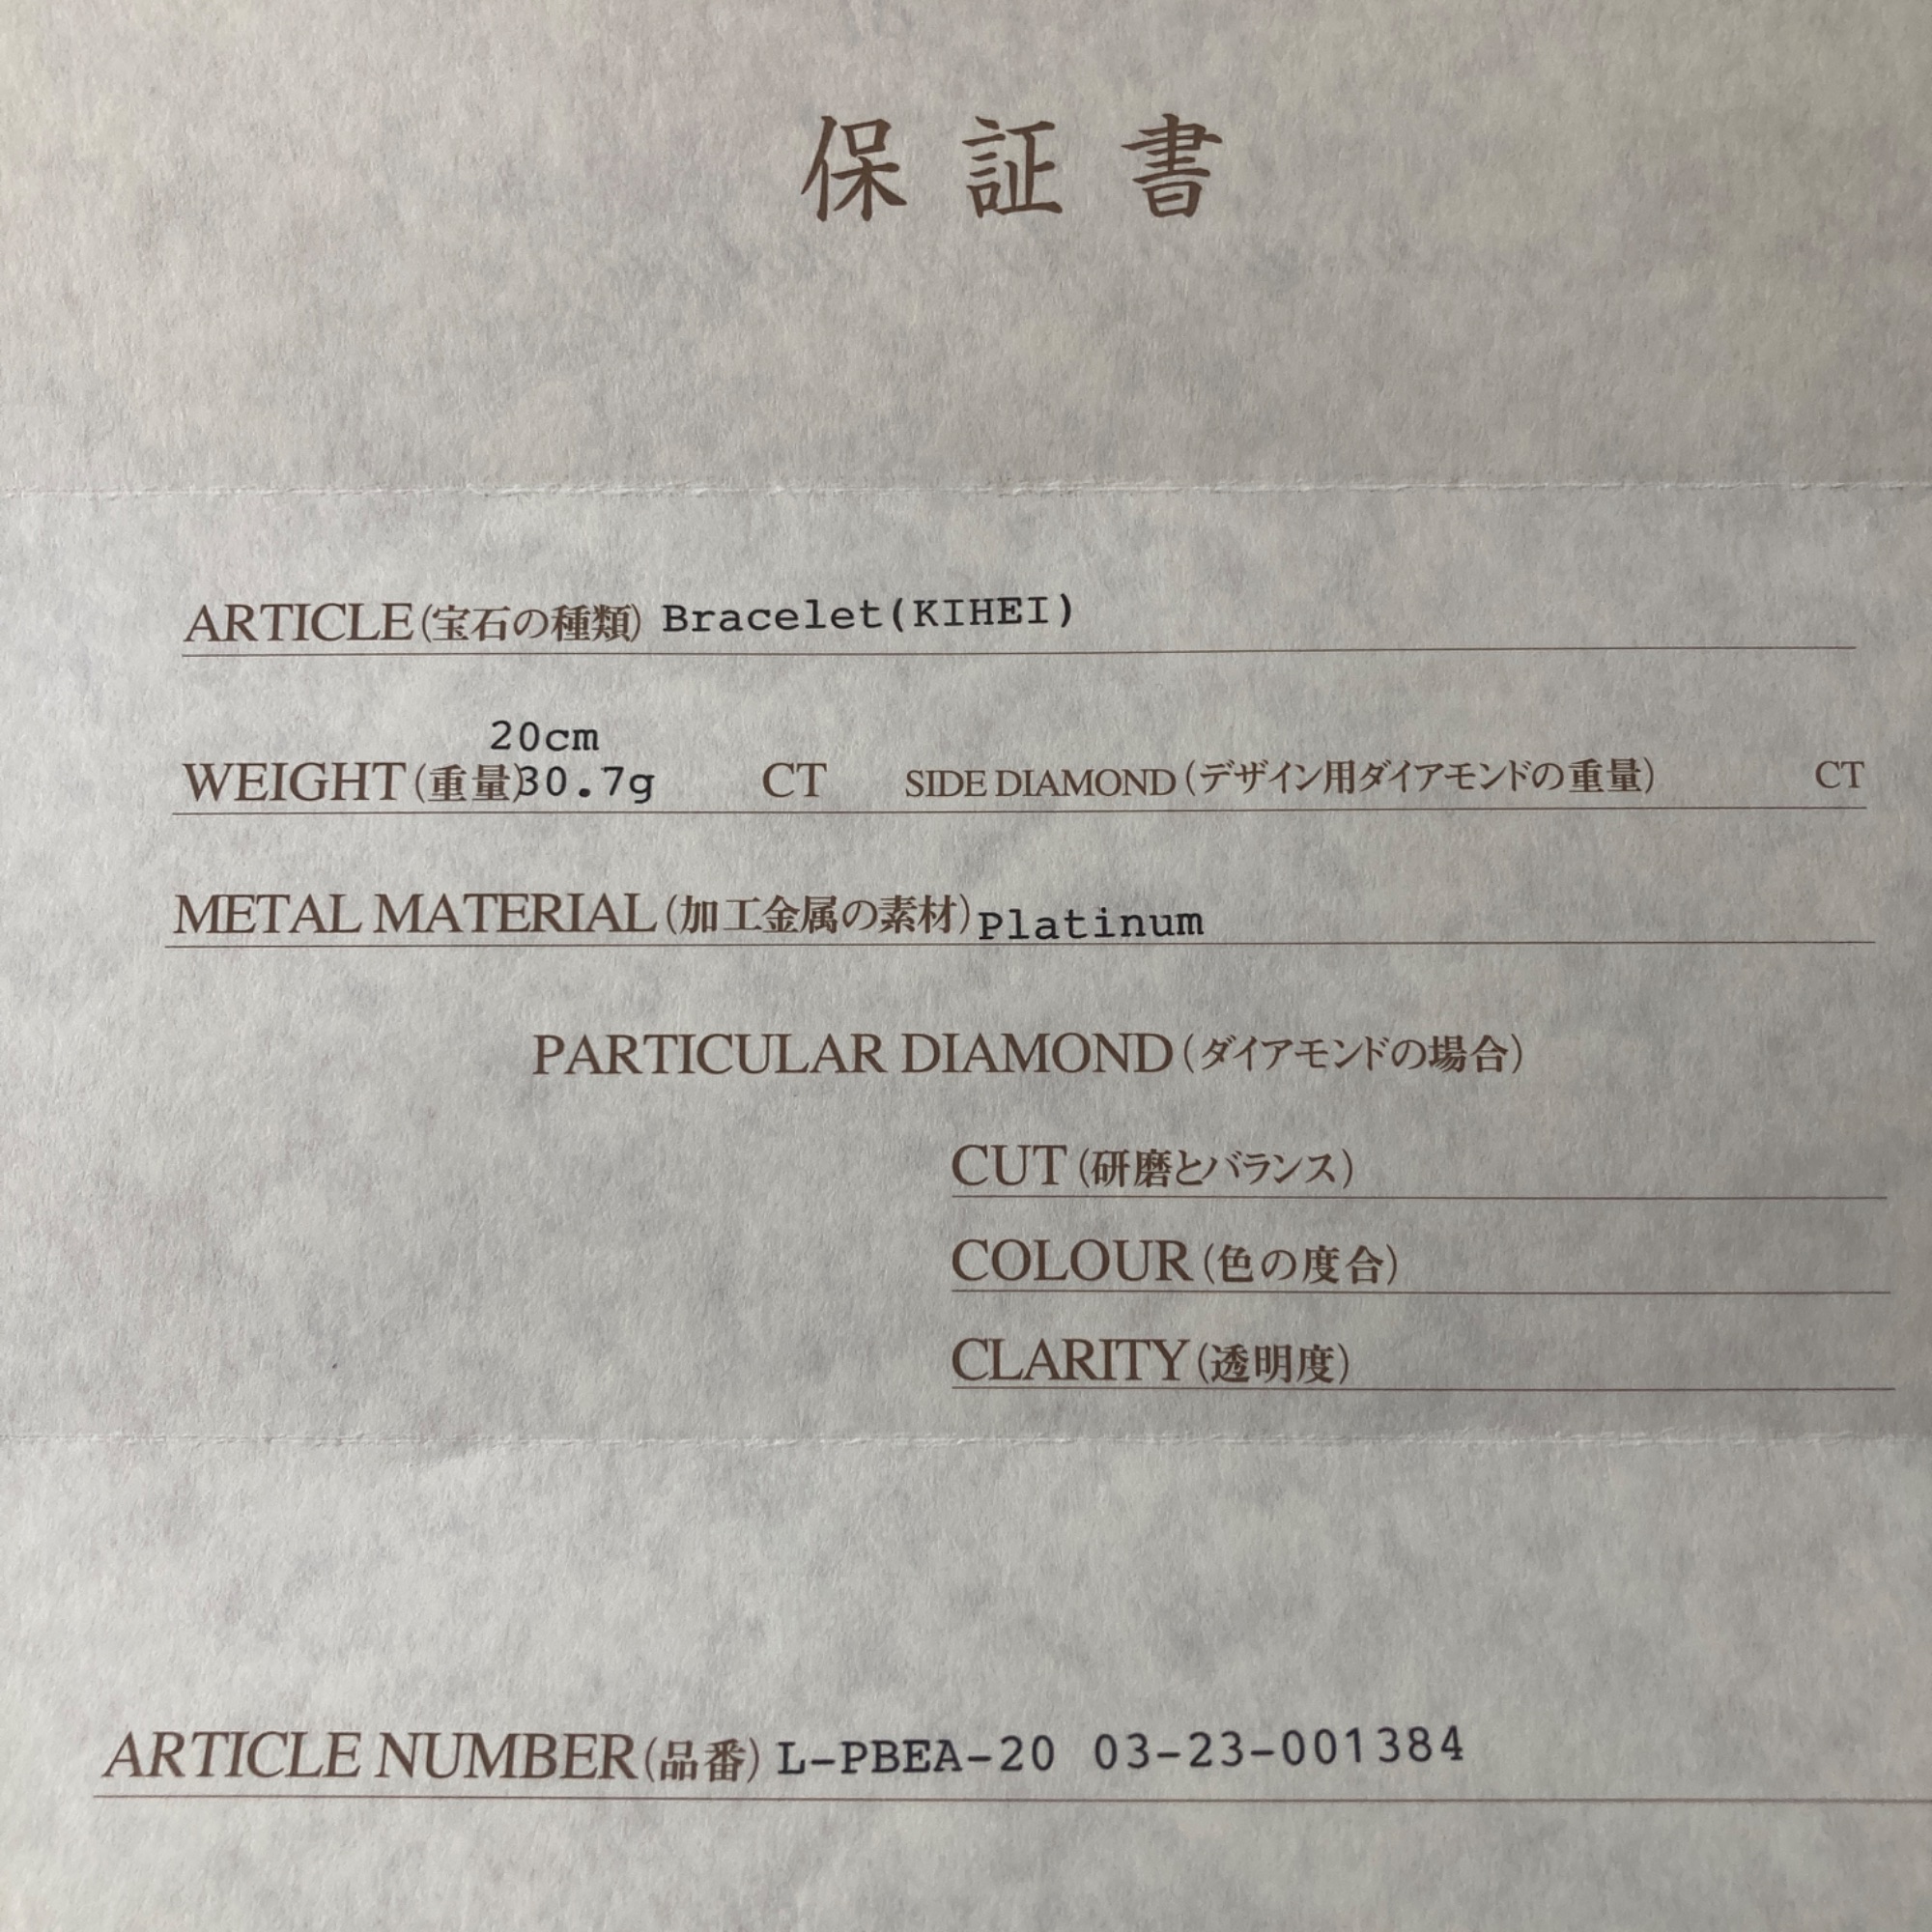 保証書
ARTICLE(宝石の種類) Bracelet(KIHEI)
20cm
WEIGHT(重量)30.7g CT SIDE DIAMOND(デザイン用ダイアモンドの重量) CT
METAL MATERIAL(加工金属の素材)Platinum
PARTICULAR DIAMOND(ダイアモンドの場合)
CUT(研磨とバランス)
COLOUR(色の度合)
CLARITY(透明度)
ARTICLE NUMBER(品番) L-PBEA-20 03-23-001384